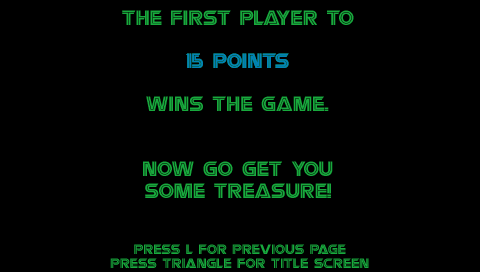 THE FIRST PLAYER TO
15 POINTS
WINS THE GAME.
NOW GO GET YOU
SOME TREASURE!
PRESS L FOR PREVIOUS PAGE
PRESS TRIANGLE FOR TITLE SCREEN